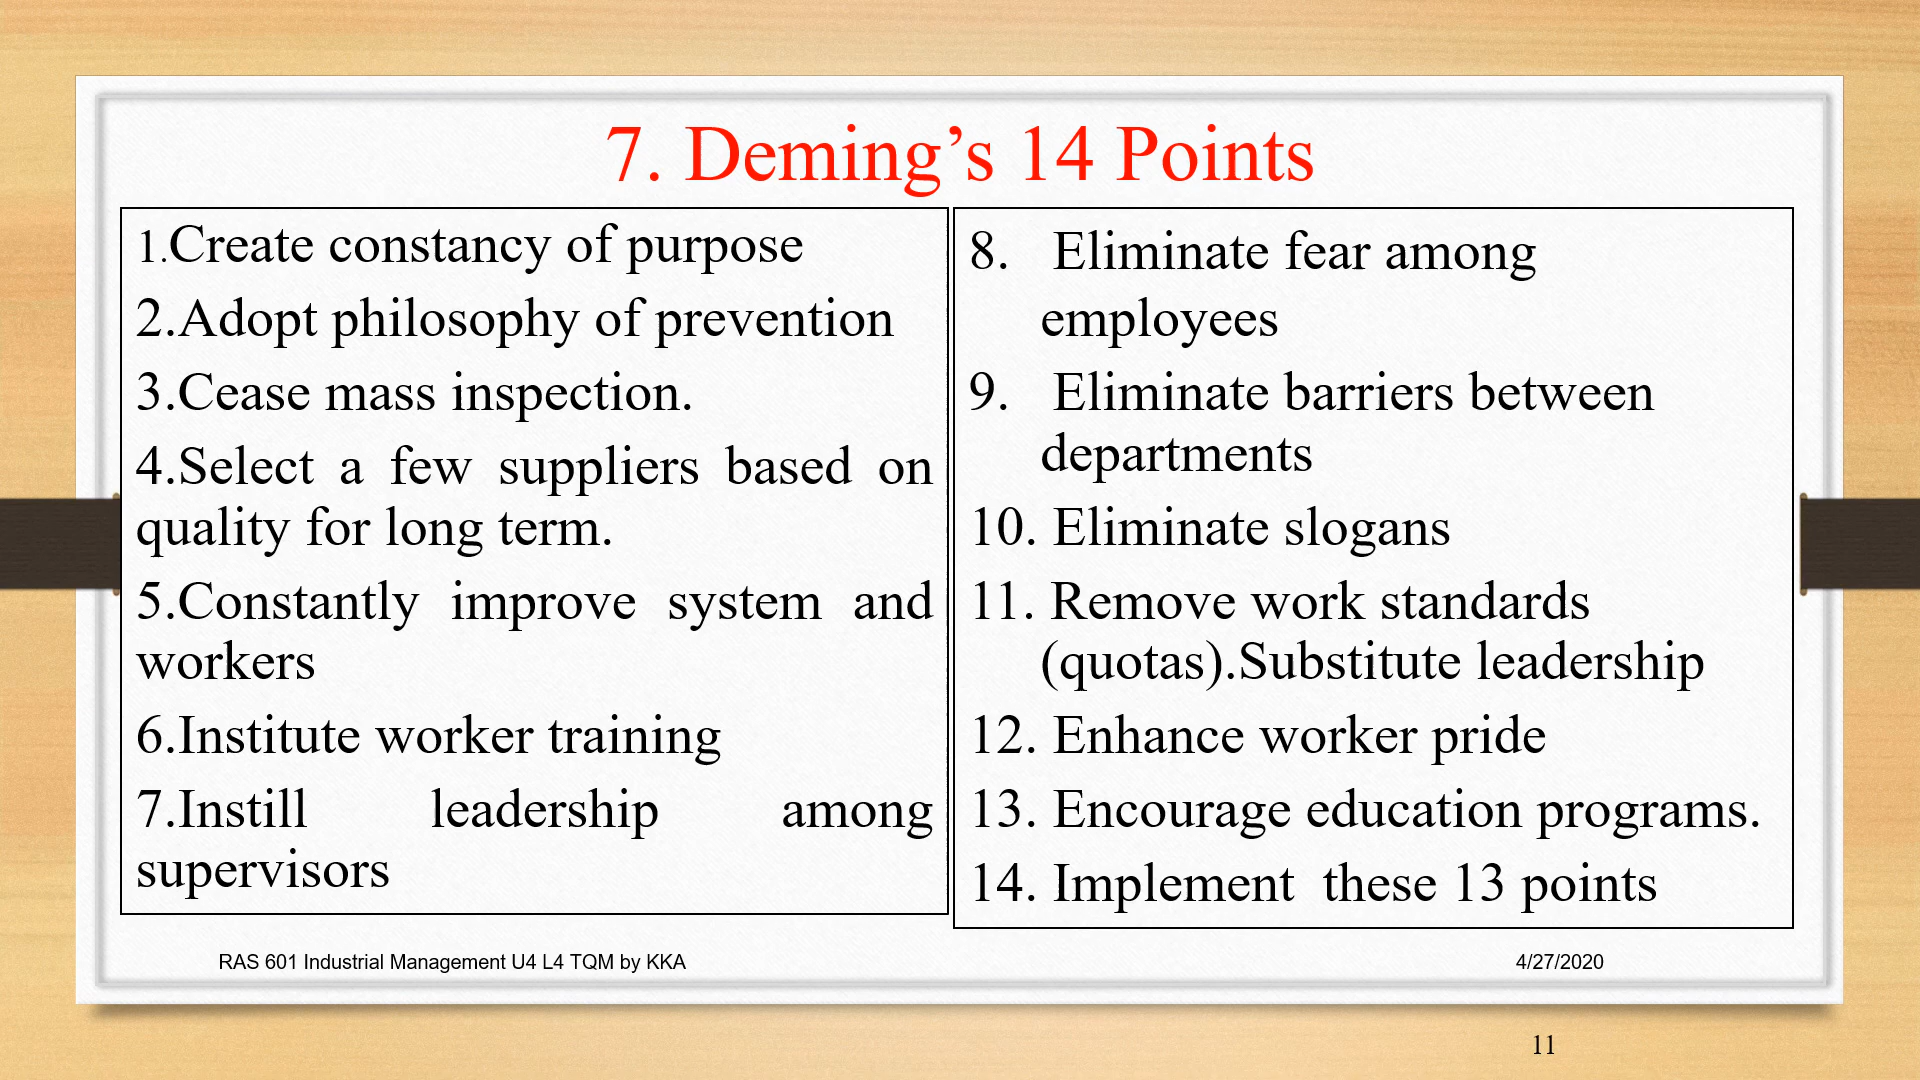 7. Deming’s 14 Points
1.Create constancy of purpose
2.Adopt philosophy of prevention
3.Cease mass inspection.
4.Select a few suppliers based on
quality for long term.
5.Constantly improve system and
workers
6.Institute worker training
7.Instill leadership among
supervisors
8. Eliminate fear among
employees
9. Eliminate barriers between
departments
10. Eliminate slogans
11. Remove work standards
(quotas).Substitute leadership
12. Enhance worker pride
13. Encourage education programs.
14. Implement these 13 points
RAS 601 Industrial Management U4 L4 TQM by KKA
4/27/2020
11